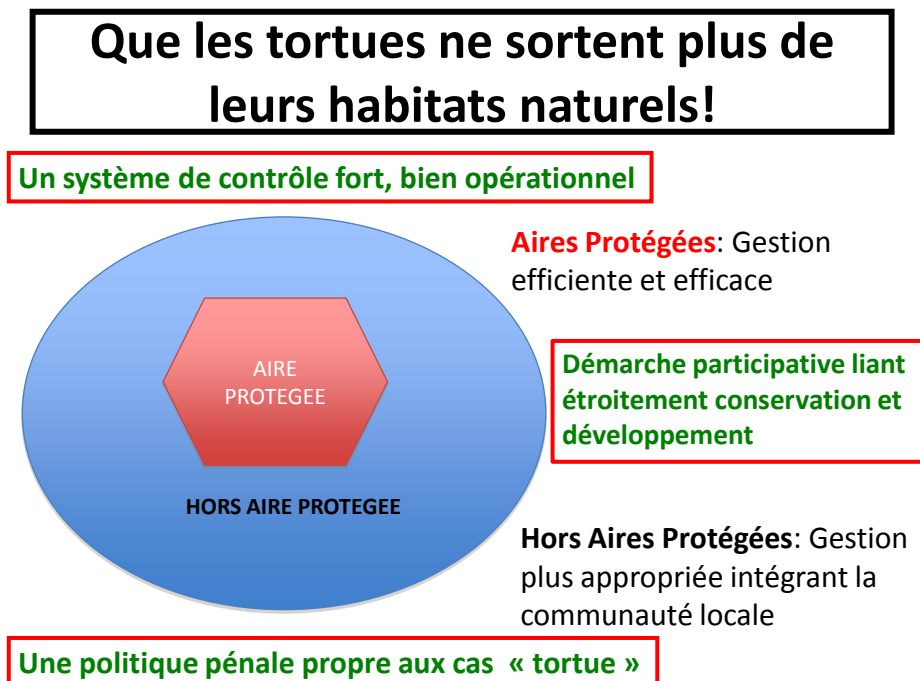 Que les tortues ne sortent plus de
leurs habitats naturels!
Un système de contrôle fort, bien opérationnel
Aires Protégées: Gestion
efficiente et efficace
AIRE
PROTEGEE
Démarche participative liant
étroitement conservation et
développement
HORS AIRE PROTEGEE
Hors Aires Protégées: Gestion
plus appropriée intégrant la
communauté locale
Une politique pénale propre aux cas « tortue »